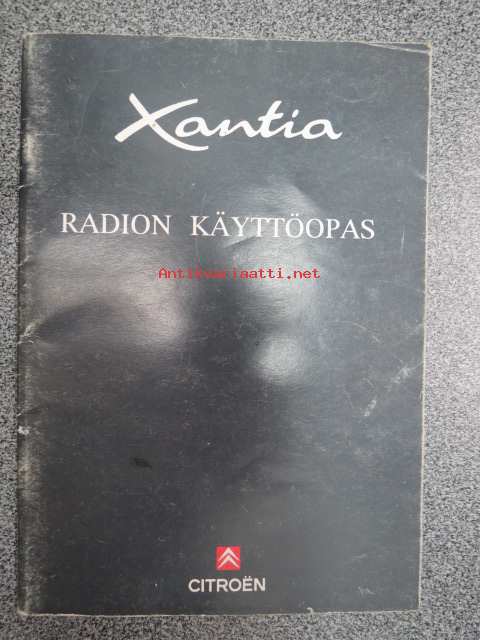 Xantia
RADION KÄYTTÖOPAS
Antikvariaatti.net
CITROËN